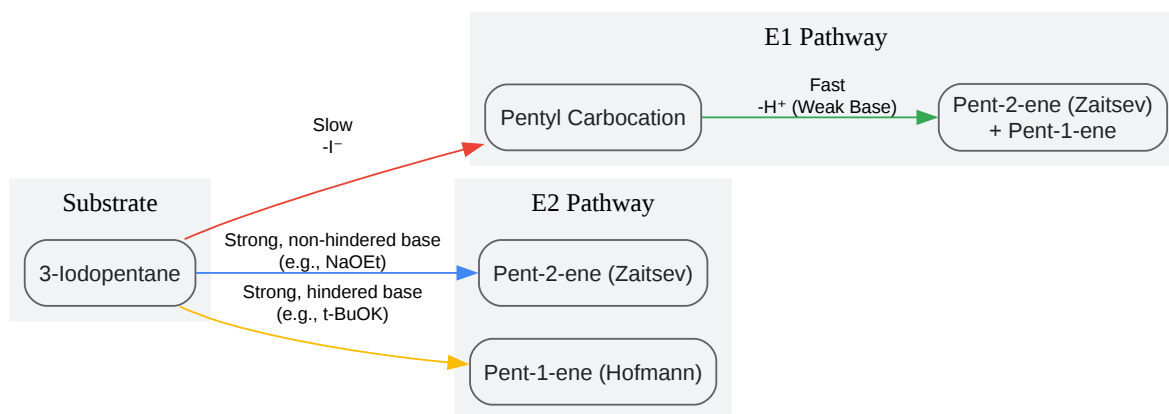 E1 Pathway
Fast
-H⁺ (Weak Base)
Pentyl Carbocation
Pent-2-ene (Zaitsev)
+ Pent-1-ene
Slow
-I⁻
Substrate
3-Iodopentane
E2 Pathway
Strong, non-hindered base
(e.g., NaOEt)
Pent-2-ene (Zaitsev)
Strong, hindered base
(e.g., t-BuOK)
Pent-1-ene (Hofmann)